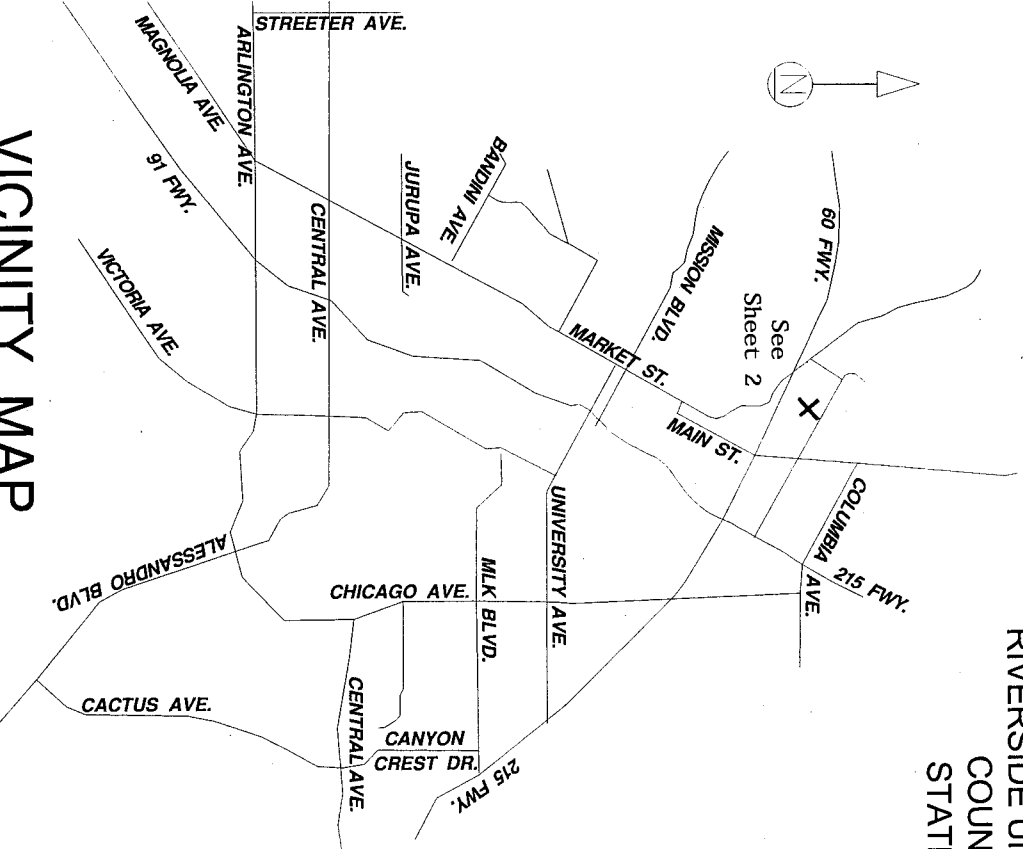 STREETER AVE.
MAGNOLIA AVE.
ARLINGTON AVE.
91 FWY.
CENTRAL AVE.
VICTORIA AVE.
JURUPA AVE.
BANDINI AVE.
N
MISSION BLVD.
60 FWY.
See
Sheet 2
MARKET ST.
MAIN ST.
X
COLUMBIA
AVE.
215 FWY.
UNIVERSITY AVE.
MLK BLVD.
CHICAGO AVE.
ALESSANDRO BLVD.
CACTUS AVE.
CENTRAL AVE.
CANYON
CREST DR.
215 FWY.
VICINITY MAP
RIVERSIDE
COUN
STAT